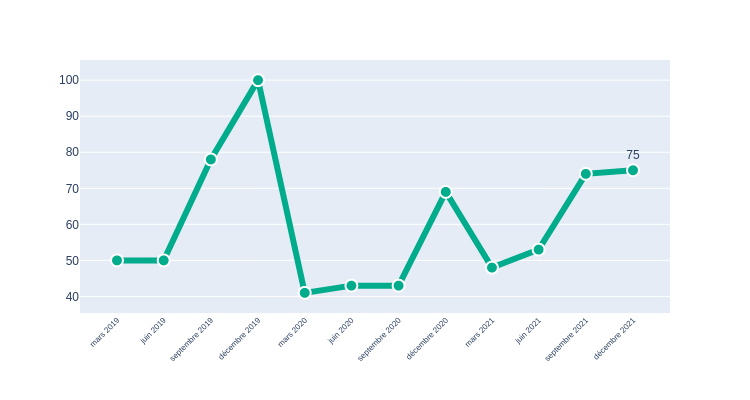 100
90
80
70
60
50
40
75
mars 2019
juin 2019
septembre 2019
décembre 2019
mars 2020
juin 2020
septembre 2020
décembre 2020
mars 2021
juin 2021
septembre 2021
décembre 2021